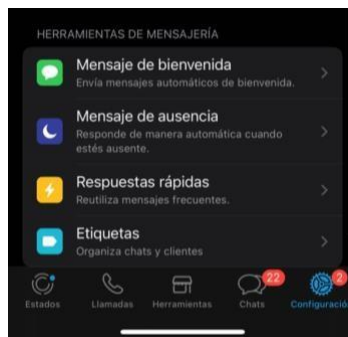 HERRAMIENTAS DE MENSAJERÍA
Mensaje de bienvenida
Envía mensajes automáticos de bienvenida.
Mensaje de ausencia
Responde de manera automática cuando
estés ausente.
Respuestas rápidas
Reutiliza mensajes frecuentes.
Etiquetas
Organiza chats y clientes
22 2
Estados Llamadas Herramientas Chats Configuració